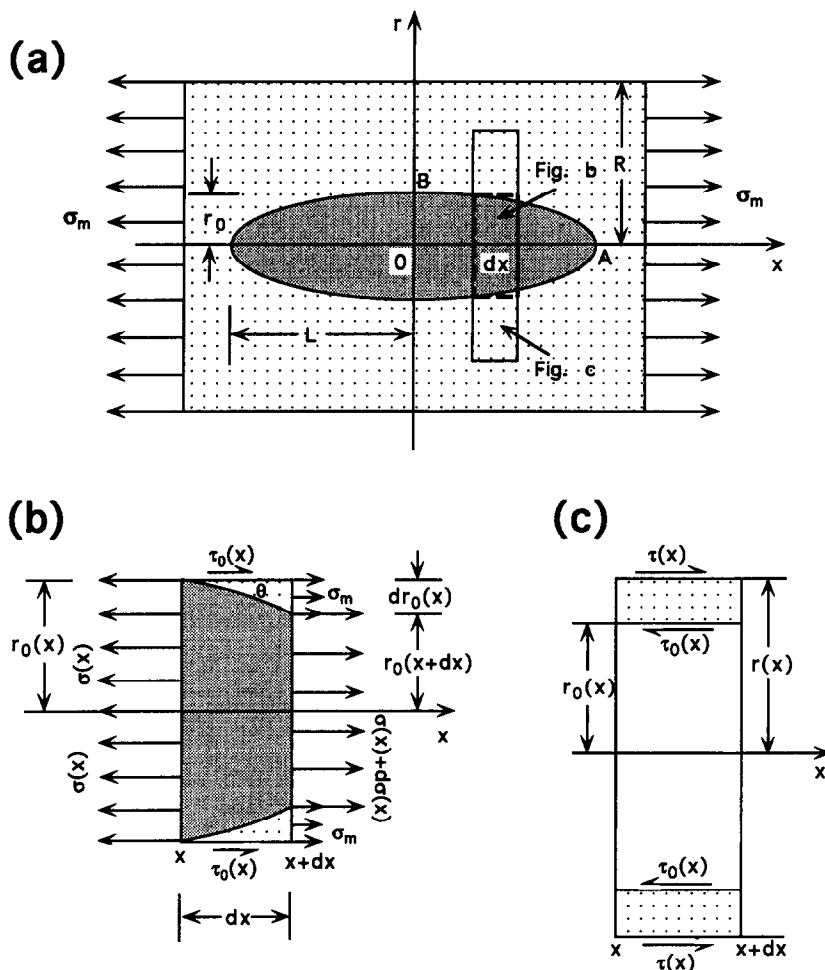 (a)
r
Fig. b
R
B
σm
r0
σm
O
dx
A
x
L
Fig. c
(b)
(c)
τ0(x)
τ(x)
θ
σm
dr0(x)
r0(x)
σ(x)
r0(x+dx)
τ0(x)
r0(x)
r(x)
x
x
σ(x)
σ(x)+dσ(x)
σm
τ0(x)
x
x+dx
τ0(x)
dx
x
x+dx
τ(x)